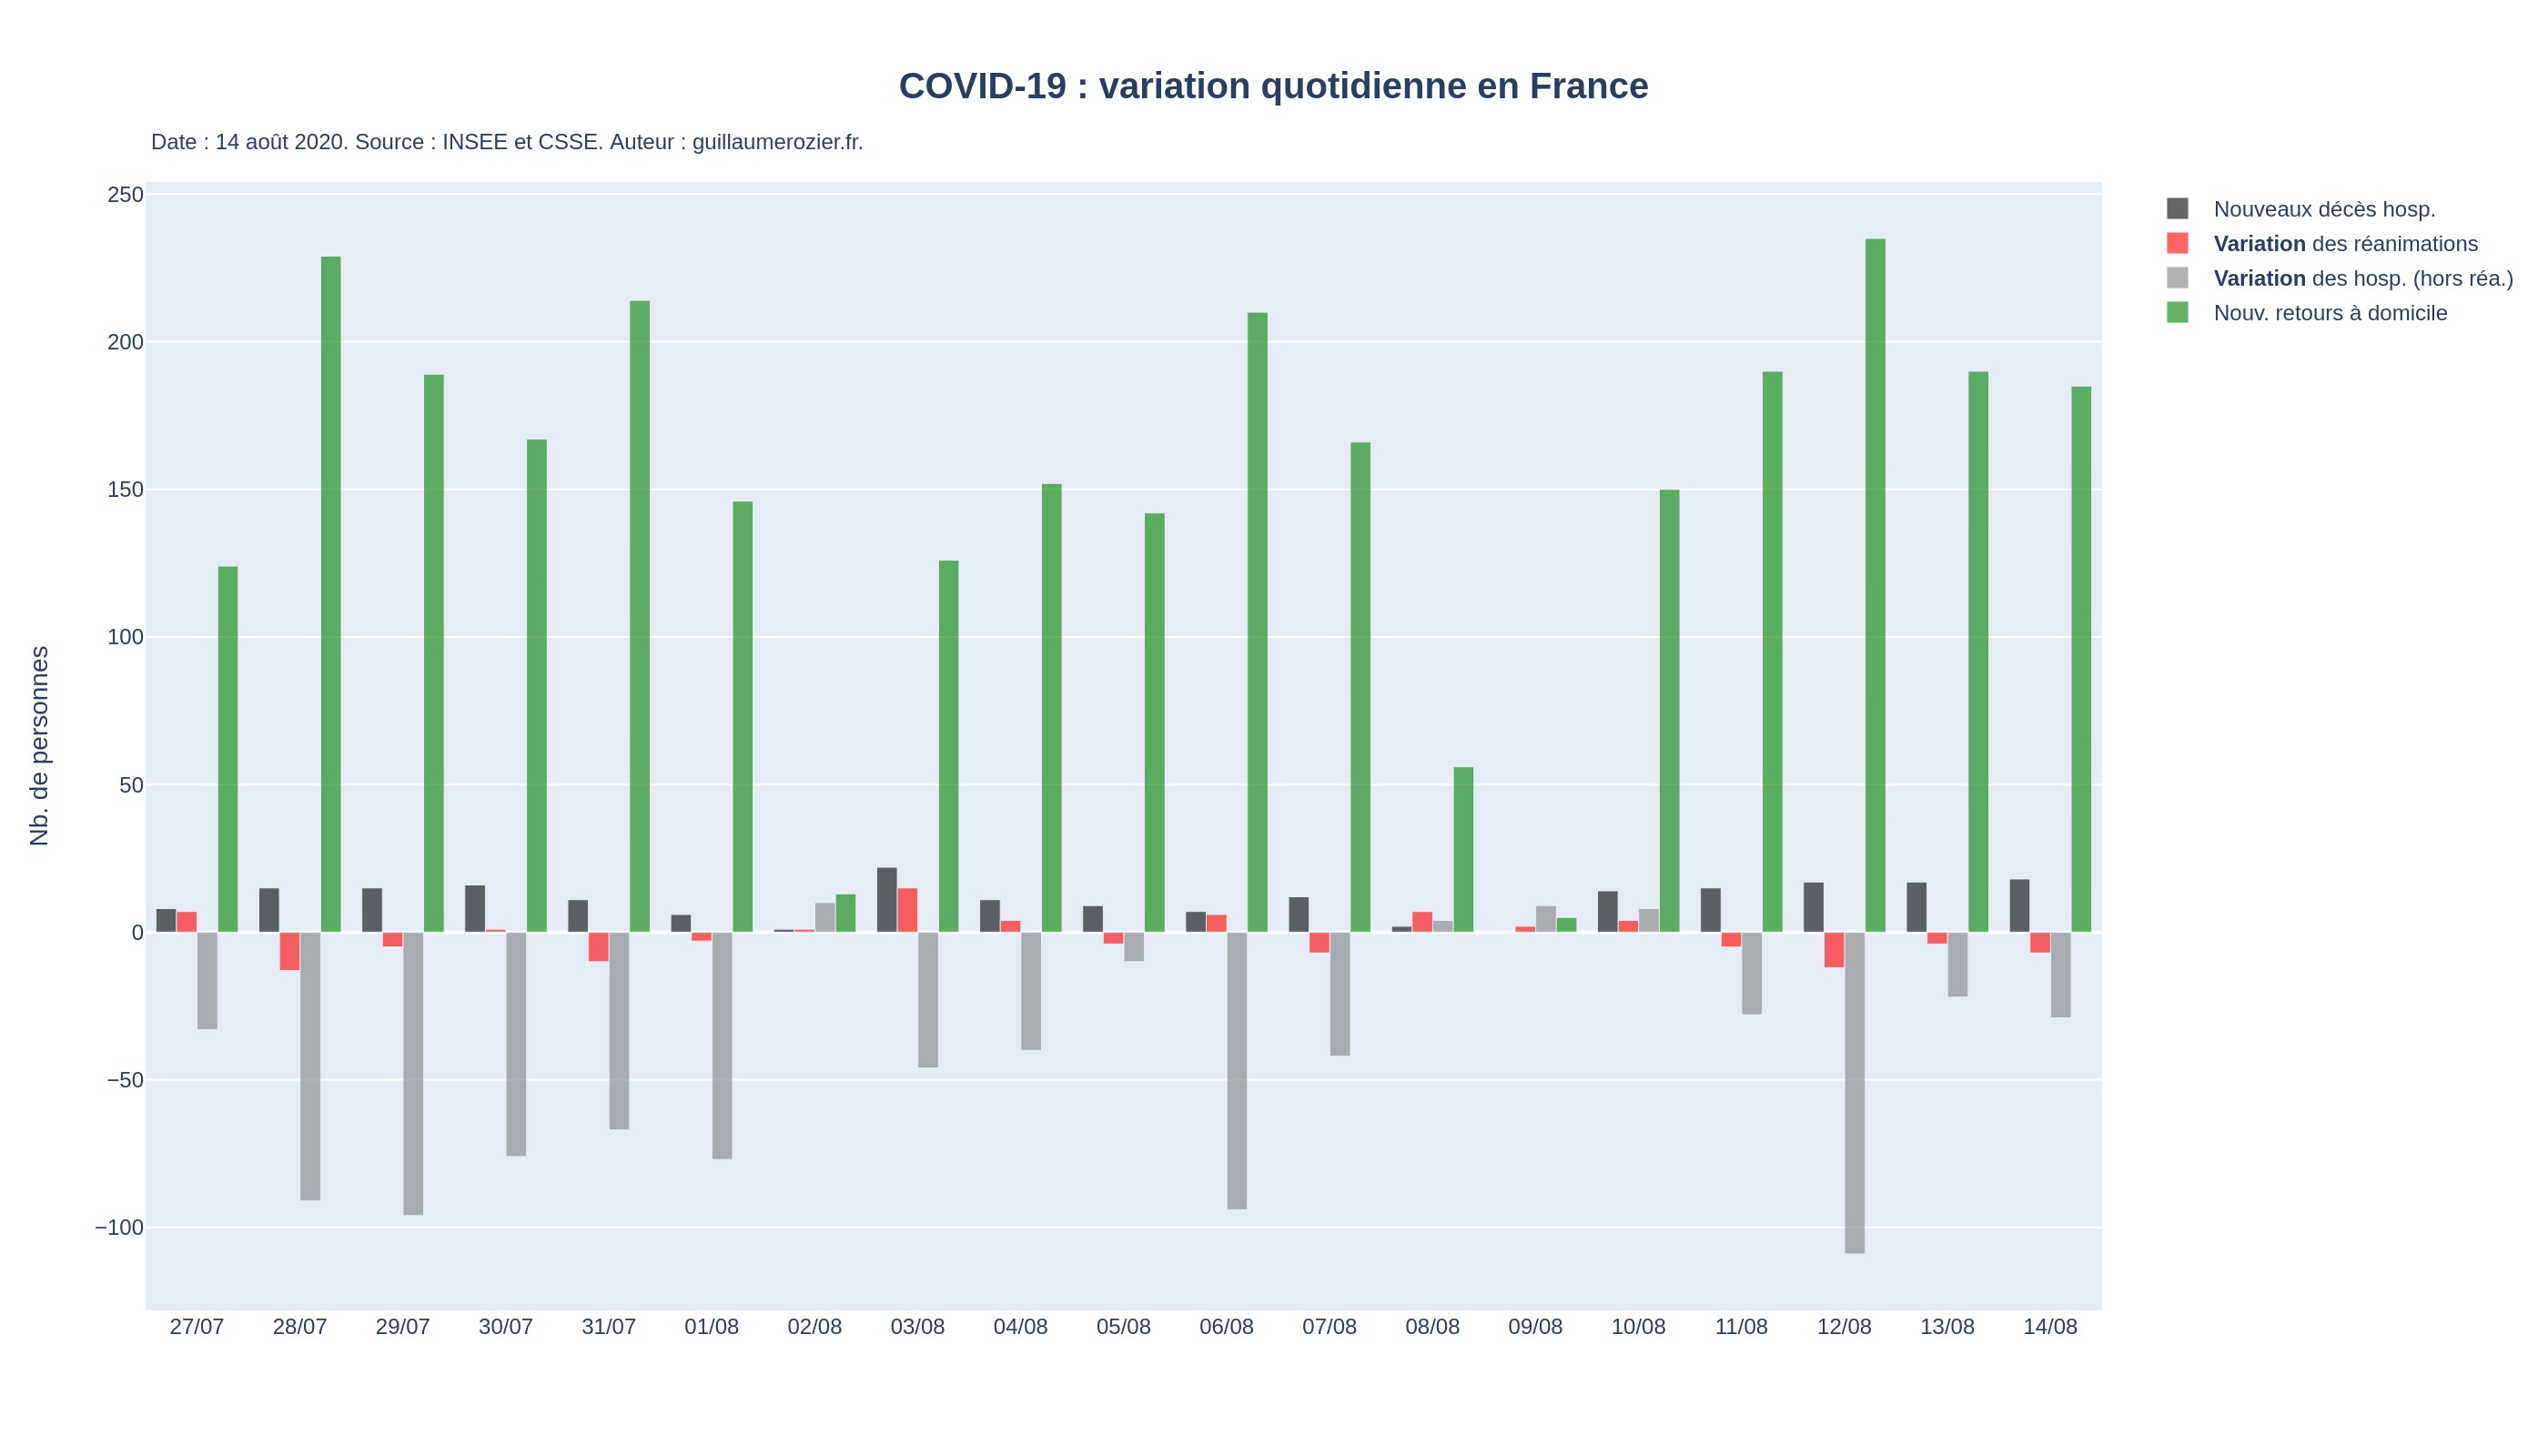 COVID-19 : variation quotidienne en France
Date : 14 août 2020. Source : INSEE et CSSE. Auteur : guillaumerozier.fr.
Nouveaux décès hosp.
Variation des réanimations
Variation des hosp. (hors réa.)
Nouv. retours à domicile
Nb. de personnes
250
200
150
100
50
0
−50
−100
27/07 28/07 29/07 30/07 31/07 01/08 02/08 03/08 04/08 05/08 06/08 07/08 08/08 09/08 10/08 11/08 12/08 13/08 14/08